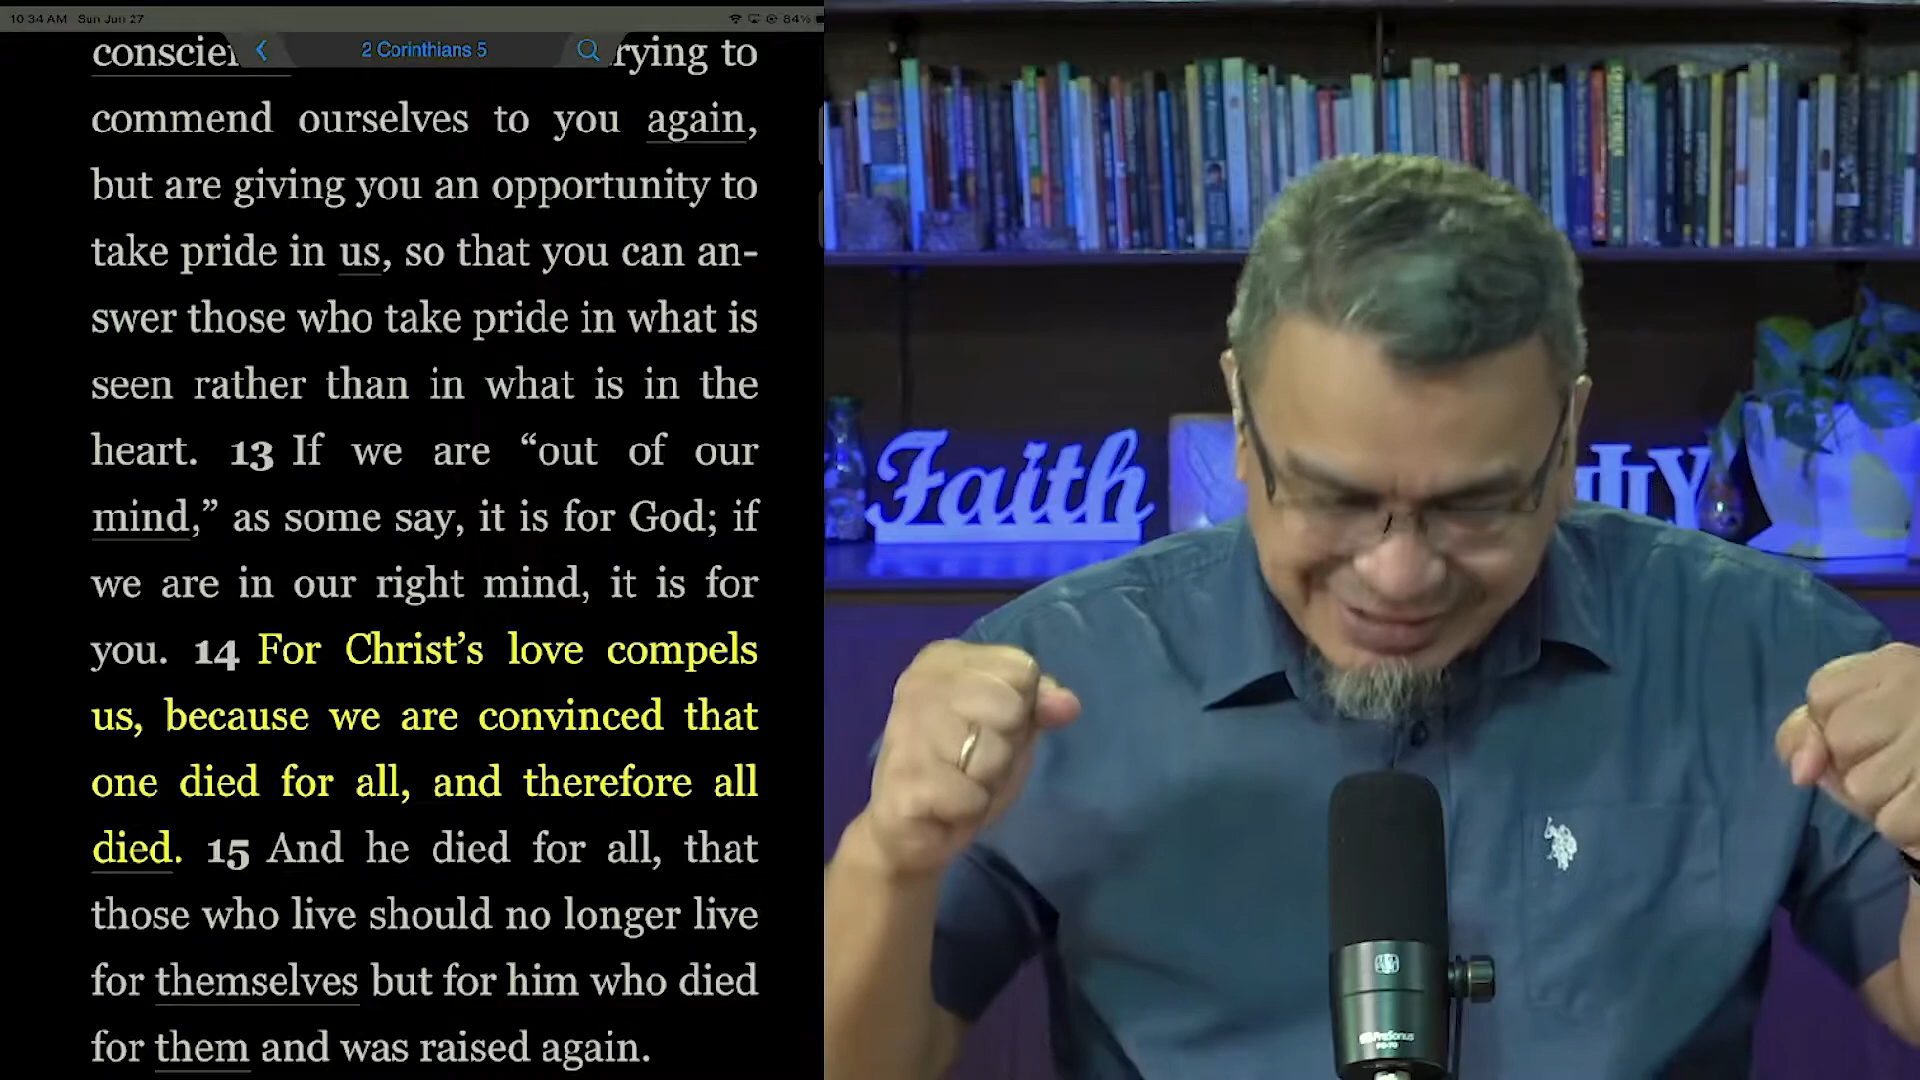 10:34 AM Sun Jun 27
84%
2 Corinthians 5
rying to
commend ourselves to you again,
but are giving you an opportunity to
take pride in us, so that you can an-
swer those who take pride in what is
seen rather than in what is in the
heart. 13 If we are “out of our
mind,” as some say, it is for God; if
we are in our right mind, it is for
you. 14 For Christ’s love compels
us, because we are convinced that
one died for all, and therefore all
died. 15 And he died for all, that
those who live should no longer live
for themselves but for him who died
for them and was raised again.
Faith
PreSonus
PD-70